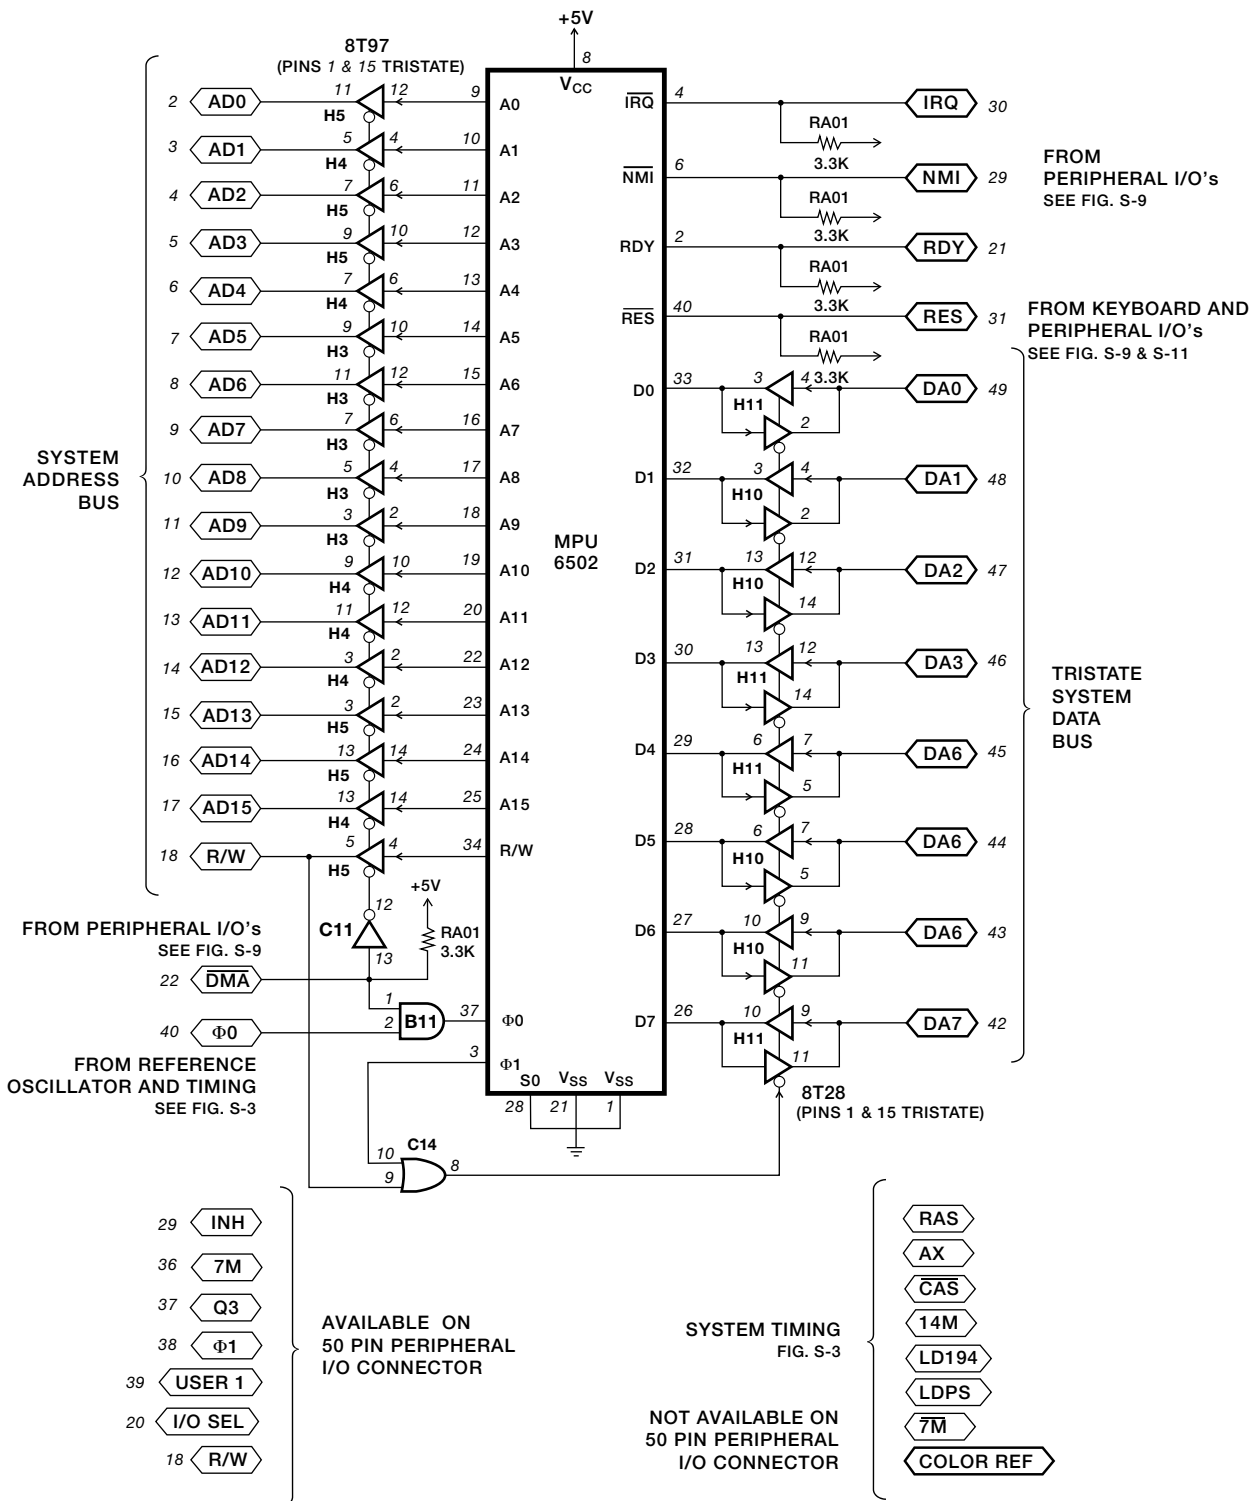 +5V
8
8T97
(PINS 1 & 15 TRISTATE)
VCC
2 AD0 11 12 H5 9 A0
3 AD1 5 4 H4 10 A1
4 AD2 7 6 H5 11 A2
5 AD3 9 10 H5 12 A3
6 AD4 7 6 H4 13 A4
7 AD5 9 10 H3 14 A5
8 AD6 11 12 H3 15 A6
9 AD7 7 6 H3 16 A7
10 AD8 5 4 H3 17 A8
11 AD9 3 2 H3 18 A9
12 AD10 9 10 H4 19 A10
13 AD11 11 12 H4 20 A11
14 AD12 3 2 H4 22 A12
15 AD13 3 2 H5 23 A13
16 AD14 13 14 H5 24 A14
17 AD15 13 14 H4 25 A15
18 R/W 5 4 H5 34 R/W
SYSTEM
ADDRESS
BUS
MPU
6502
IRQ 4 RA01 3.3K IRQ 30
NMI 6 RA01 3.3K NMI 29
RDY 2 RA01 3.3K RDY 21
RES 40 RA01 3.3K RES 31
FROM
PERIPHERAL I/O's
SEE FIG. S-9
FROM KEYBOARD AND
PERIPHERAL I/O's
SEE FIG. S-9 & S-11
D0 33 3 4 H11 2 DA0 49
D1 32 3 4 H10 2 DA1 48
D2 31 13 12 H10 14 DA2 47
D3 30 13 12 H11 14 DA3 46
D4 29 6 7 H11 5 DA6 45
D5 28 6 7 H10 5 DA6 44
D6 27 10 9 H10 11 DA6 43
D7 26 10 9 H11 11 DA7 42
TRISTATE
SYSTEM
DATA
BUS
8T28
(PINS 1 & 15 TRISTATE)
12
C11
13
+5V
RA01
3.3K
FROM PERIPHERAL I/O's
SEE FIG. S-9
22 DMA
1
2
B11
37 Φ0
40 Φ0
3 Φ1
FROM REFERENCE
OSCILLATOR AND TIMING
SEE FIG. S-3
S0 VSS VSS
28 21 1
C14
10
9
8
29 INH
36 7M
37 Q3
38 Φ1
39 USER 1
20 I/O SEL
18 R/W
AVAILABLE ON
50 PIN PERIPHERAL
I/O CONNECTOR
SYSTEM TIMING
FIG. S-3
NOT AVAILABLE ON
50 PIN PERIPHERAL
I/O CONNECTOR
RAS
AX
CAS
14M
LD194
LDPS
7M
COLOR REF